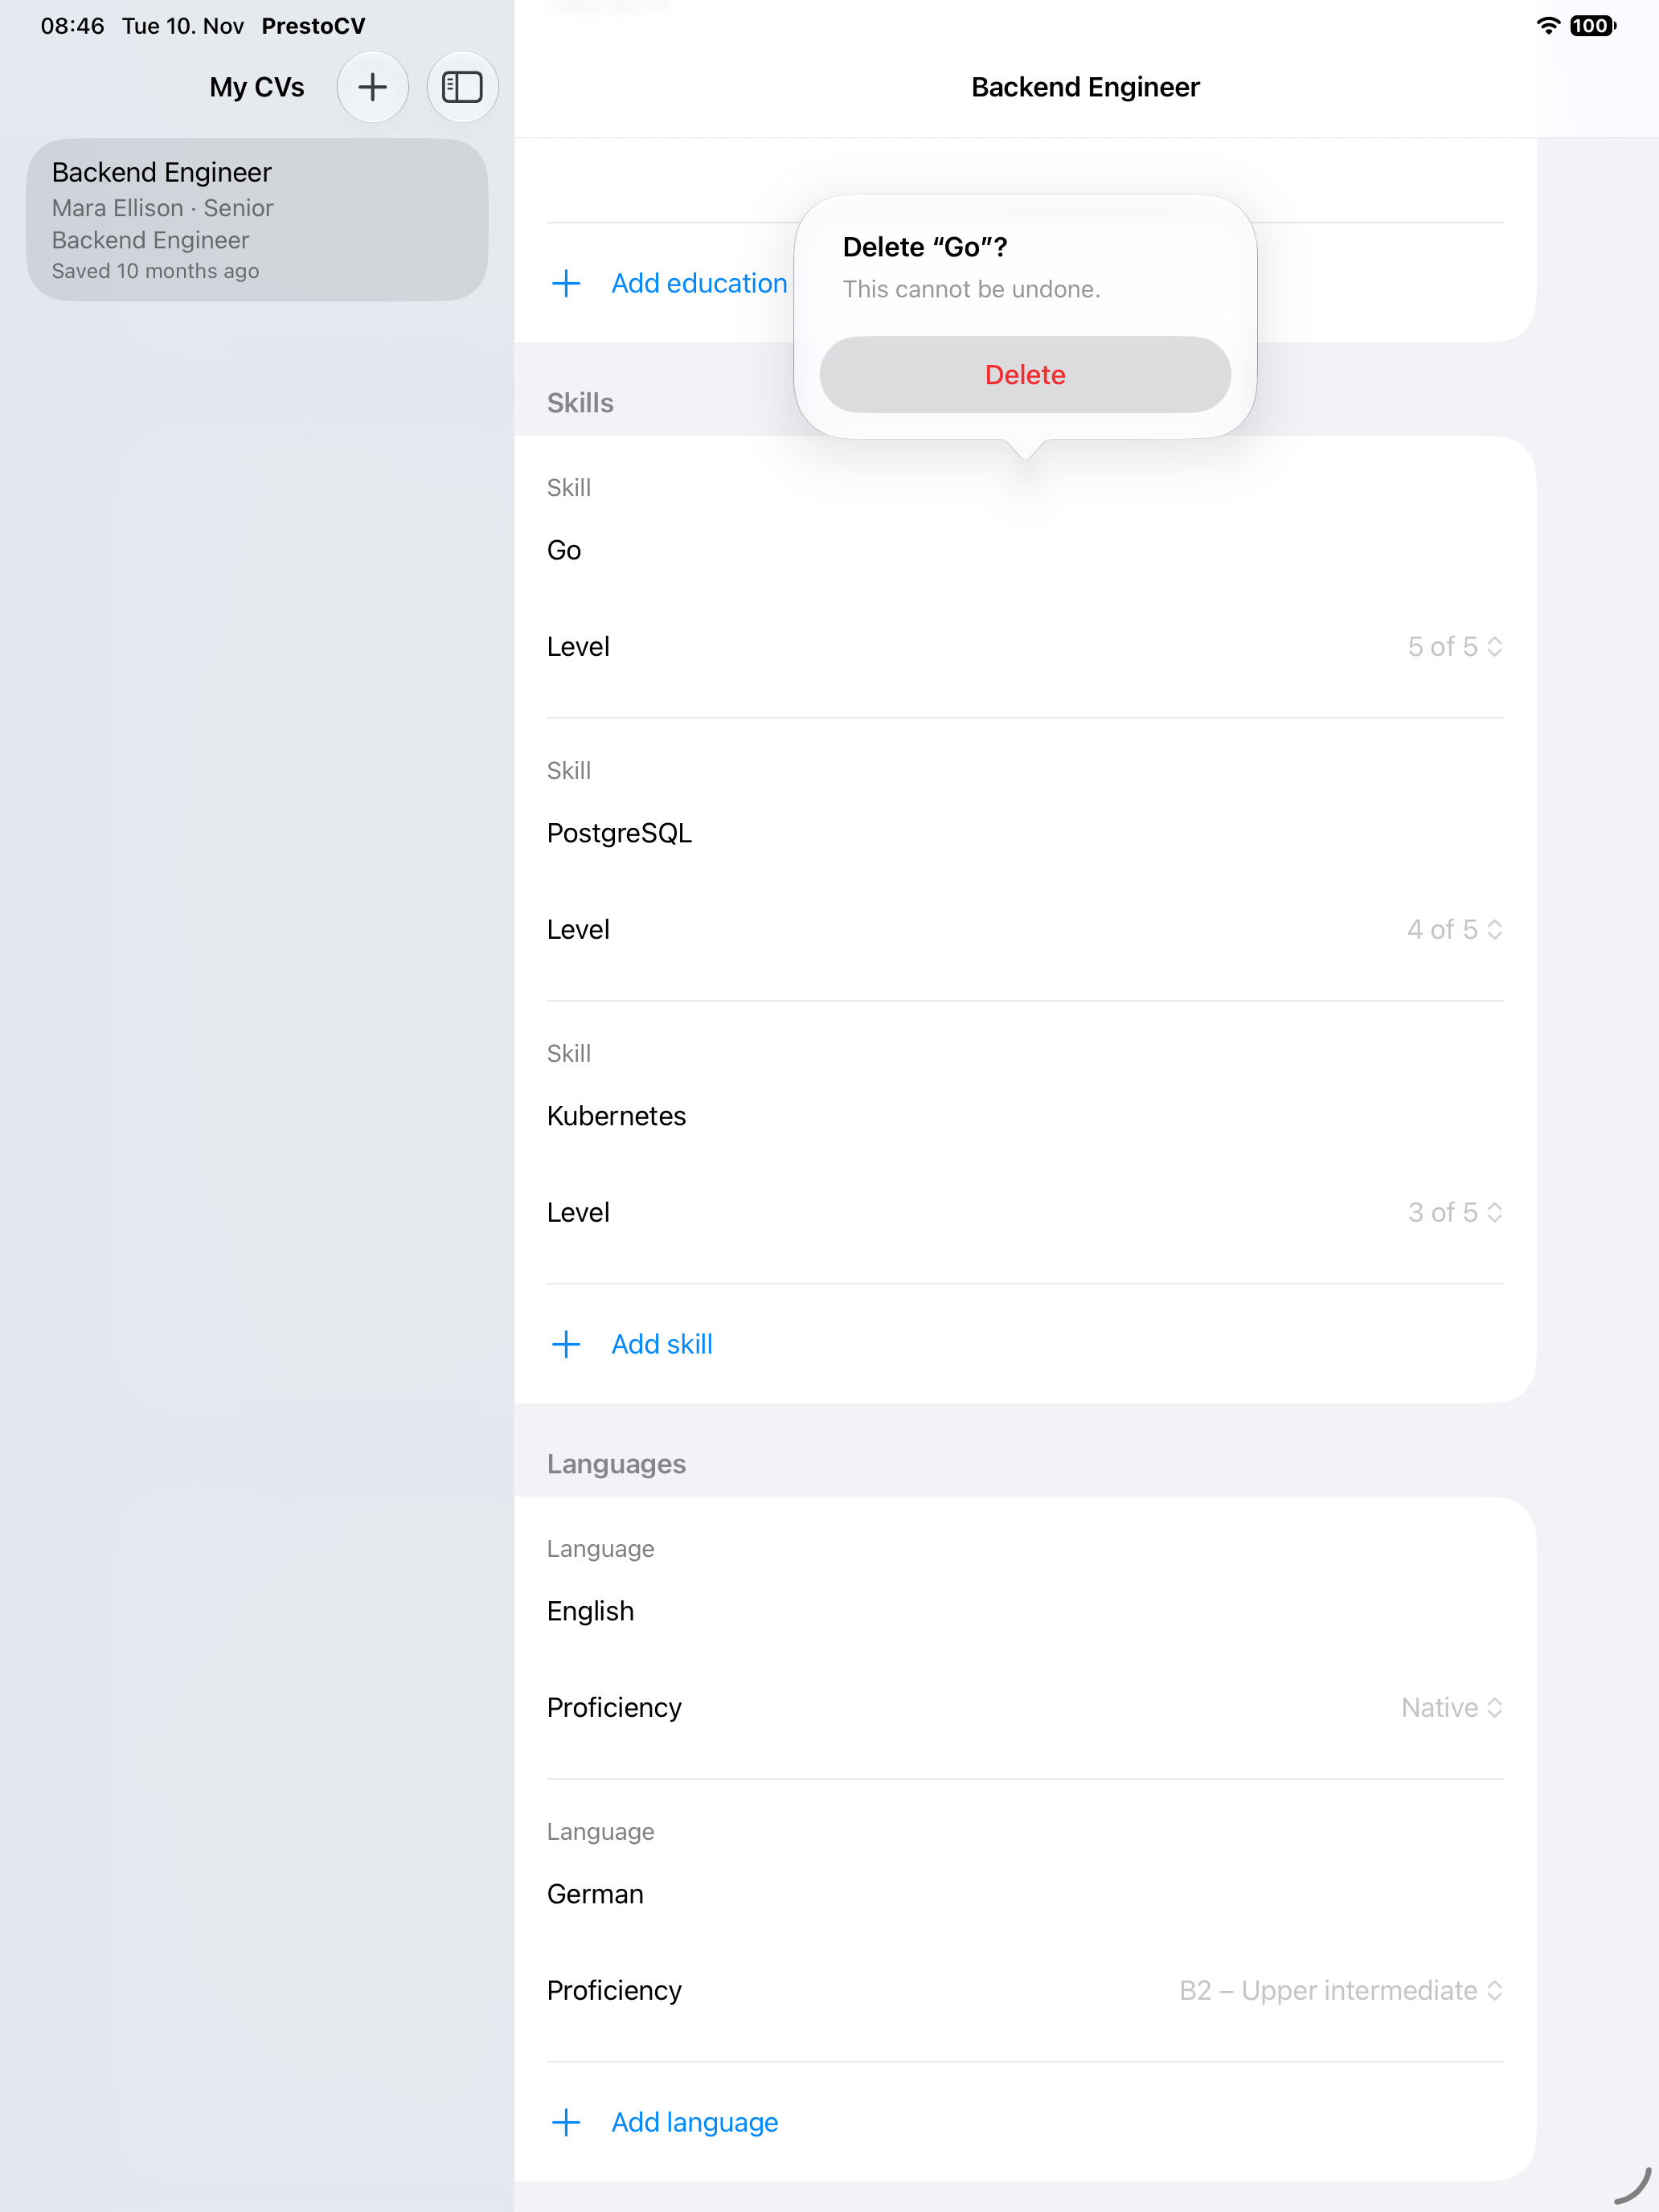 08:46 Tue 10. Nov PrestoCV
100
My CVs
Backend Engineer
Mara Ellison · Senior
Backend Engineer
Saved 10 months ago
Backend Engineer
Add education
Delete “Go”?
This cannot be undone.
Delete
Skills
Skill
Go
Level 5 of 5
Skill
PostgreSQL
Level 4 of 5
Skill
Kubernetes
Level 3 of 5
Add skill
Languages
Language
English
Proficiency Native
Language
German
Proficiency B2 – Upper intermediate
Add language